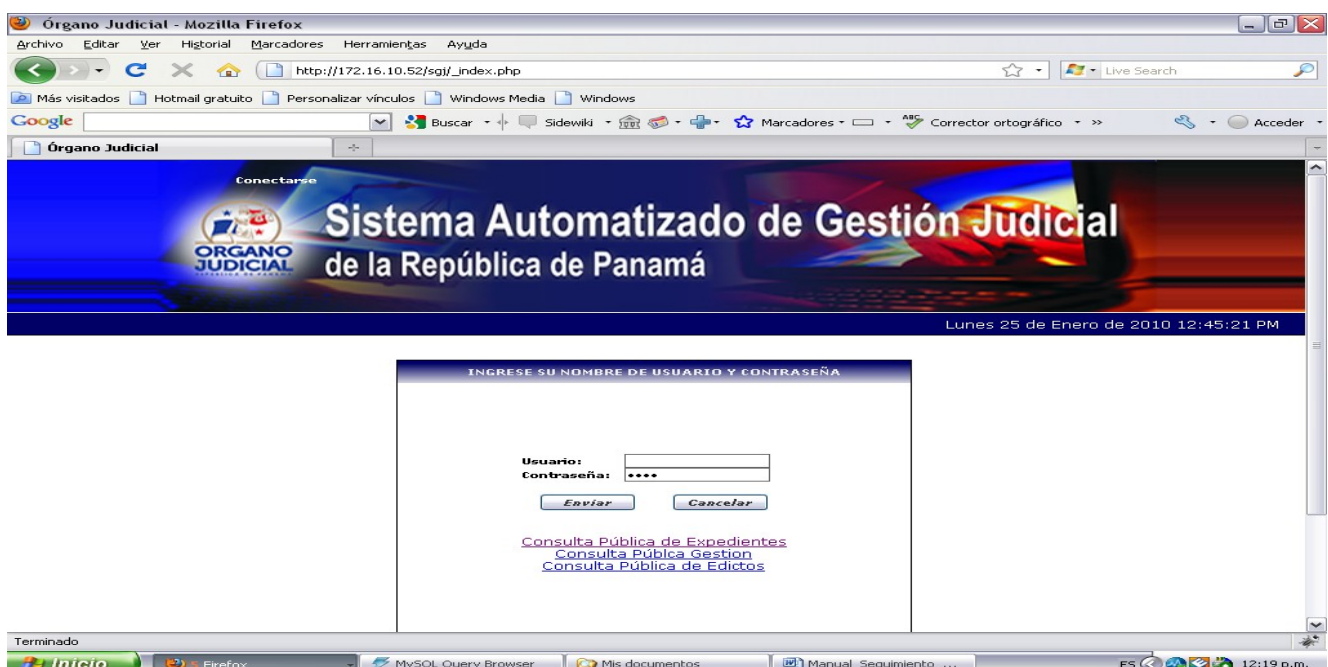 Órgano Judicial - Mozilla Firefox
Archivo Editar Ver Historial Marcadores Herramientas Ayuda
http://172.16.10.52/sgj/_index.php Live Search
Más visitados Hotmail gratuito Personalizar vínculos Windows Media Windows
Google Buscar Sidewiki Marcadores ABC Corrector ortográfico » Acceder
Órgano Judicial
Conectarse
ORGANO
JUDICIAL
Sistema Automatizado de Gestión Judicial
de la República de Panamá
Lunes 25 de Enero de 2010 12:45:21 PM
INGRESE SU NOMBRE DE USUARIO Y CONTRASEÑA
Usuario:
Contraseña: ••••
Enviar Cancelar
Consulta Pública de Expedientes
Consulta Públca Gestion
Consulta Pública de Edictos
Terminado
Inicio 5 Firefox MySQL Query Browser Mis documentos Manual_Seguimiento ... ES 12:19 p.m.